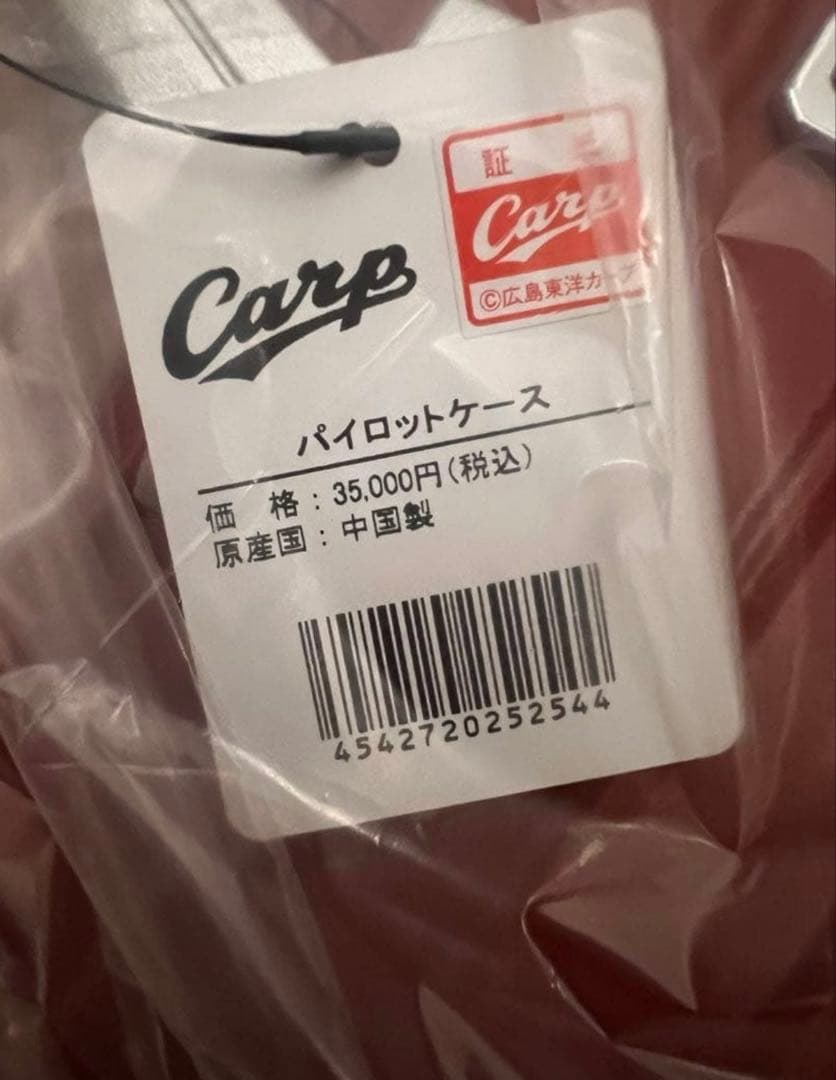 証
Carp
©広島東洋カープ
Carp
パイロットケース
価　格：35,000円(税込)
原産国：中国製
4542720252544